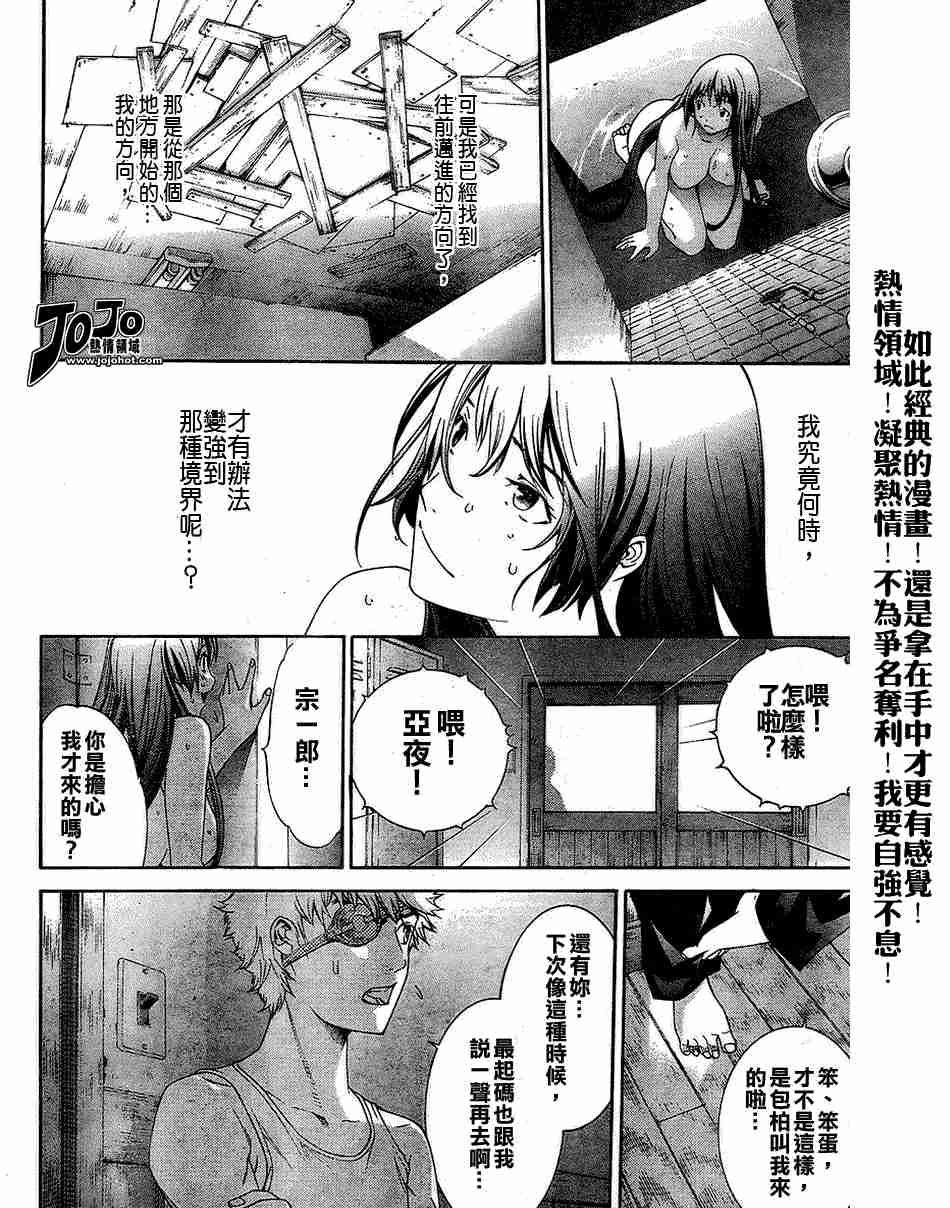 可是我已經找到
往前邁進的方向了，
那是從那個
地方開始的…
我的方向，
JOJO
熱情領域
www.jojohot.com
我究竟何時，
才有辦法
變強到
那種境界呢…？
喂！
怎麼樣
了啦？
喂！
亞夜！
宗一郎…
你是擔心
我才來的嗎？
笨、笨蛋，
才不是這樣，
是包柏叫我來
的啦…
還有妳…
下次像這種時候，
最起碼也跟我
說一聲再去啊…
如此經典的漫畫！還是拿在手中才更有感覺！
熱情領域！凝聚熱情！不為爭名奪利！我要自強不息！